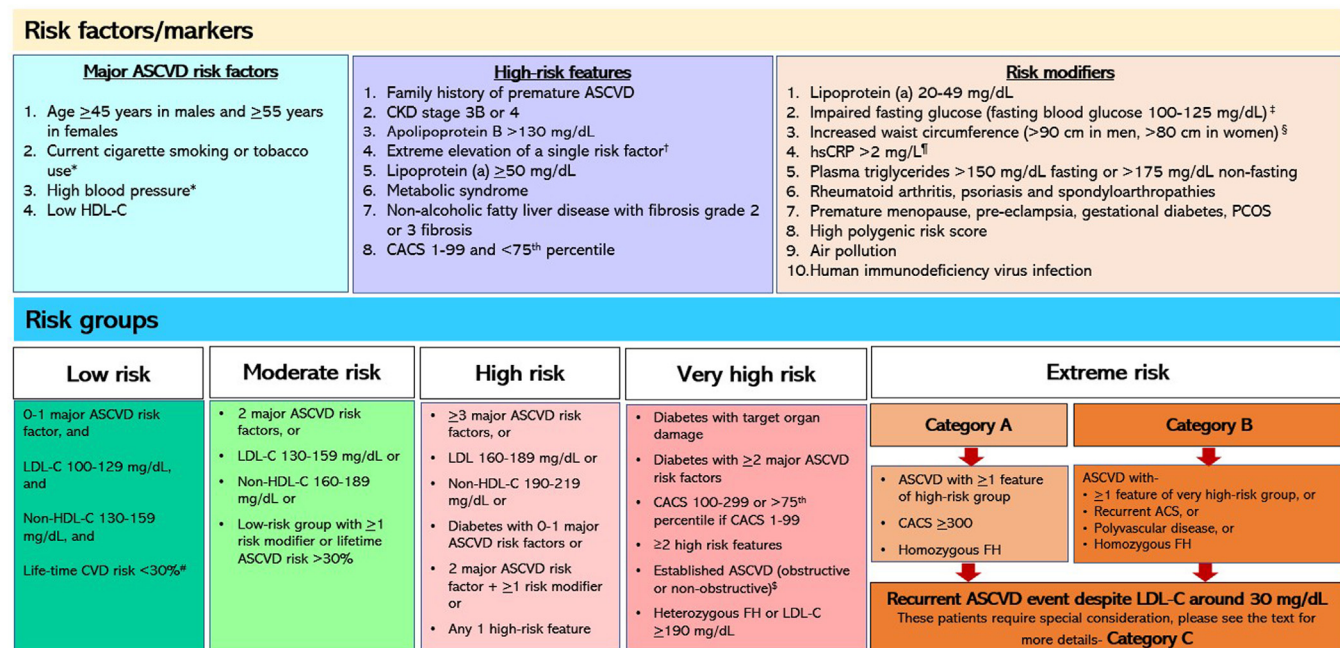 Risk factors/markers
Major ASCVD risk factors
1. Age ≥45 years in males and ≥55 years
in females
2. Current cigarette smoking or tobacco
use*
3. High blood pressure*
4. Low HDL-C
High-risk features
1. Family history of premature ASCVD
2. CKD stage 3B or 4
3. Apolipoprotein B >130 mg/dL
4. Extreme elevation of a single risk factor†
5. Lipoprotein (a) ≥50 mg/dL
6. Metabolic syndrome
7. Non-alcoholic fatty liver disease with fibrosis grade 2
or 3 fibrosis
8. CACS 1-99 and <75th percentile
Risk modifiers
1. Lipoprotein (a) 20-49 mg/dL
2. Impaired fasting glucose (fasting blood glucose 100-125 mg/dL) ‡
3. Increased waist circumference (>90 cm in men, >80 cm in women) §
4. hsCRP >2 mg/L¶
5. Plasma triglycerides >150 mg/dL fasting or >175 mg/dL non-fasting
6. Rheumatoid arthritis, psoriasis and spondyloarthropathies
7. Premature menopause, pre-eclampsia, gestational diabetes, PCOS
8. High polygenic risk score
9. Air pollution
10.Human immunodeficiency virus infection
Risk groups
Low risk
0-1 major ASCVD risk
factor, and
LDL-C 100-129 mg/dL,
and
Non-HDL-C 130-159
mg/dL, and
Life-time CVD risk <30%#
Moderate risk
• 2 major ASCVD risk
factors, or
• LDL-C 130-159 mg/dL or
• Non-HDL-C 160-189
mg/dL or
• Low-risk group with ≥1
risk modifier or lifetime
ASCVD risk >30%
High risk
• ≥3 major ASCVD risk
factors, or
• LDL 160-189 mg/dL or
• Non-HDL-C 190-219
mg/dL or
• Diabetes with 0-1 major
ASCVD risk factors or
• 2 major ASCVD risk
factor + ≥1 risk modifier
or
• Any 1 high-risk feature
Very high risk
• Diabetes with target organ
damage
• Diabetes with ≥2 major ASCVD
risk factors
• CACS 100-299 or >75th
percentile if CACS 1-99
• ≥2 high risk features
• Established ASCVD (obstructive
or non-obstructive)$
• Heterozygous FH or LDL-C
≥190 mg/dL
Extreme risk
Category A
• ASCVD with ≥1 feature
of high-risk group
• CACS ≥300
• Homozygous FH
Category B
ASCVD with-
• ≥1 feature of very high-risk group, or
• Recurrent ACS, or
• Polyvascular disease, or
• Homozygous FH
Recurrent ASCVD event despite LDL-C around 30 mg/dL
These patients require special consideration, please see the text for
more details- Category C